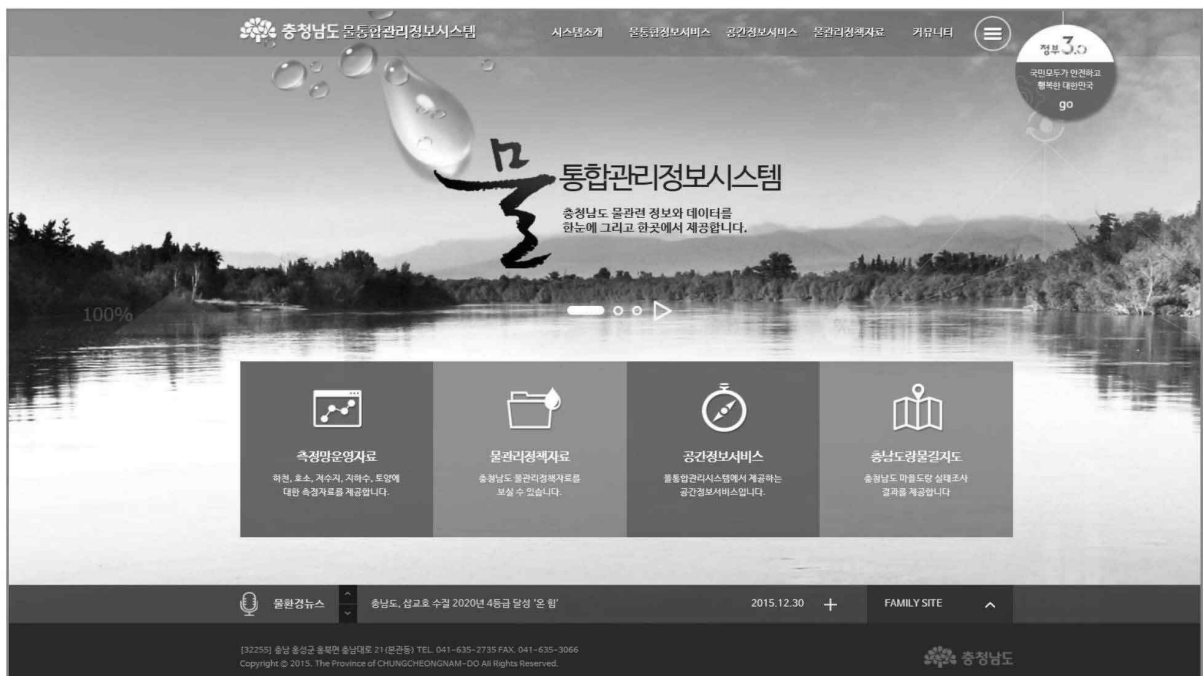 충청남도 물통합관리정보시스템
시스템소개 물통합정보서비스 공간정보서비스 물관리정책자료 커뮤니티
정부3.0
국민모두가 안전하고
행복한 대한민국
go
물통합관리정보시스템
충청남도 물관련 정보와 데이터를
한눈에 그리고 한곳에서 제공합니다.
100%
%
측정망운영자료
하천, 호소, 저수지, 지하수, 토양에
대한 측정자료를 제공합니다.
물관리정책자료
충청남도 물관리정책자료를
보실 수 있습니다.
공간정보서비스
물통합관리시스템에서 제공하는
공간정보서비스입니다.
충남도랑물길지도
충청남도 마을도랑 실태조사
결과를 제공합니다
물환경뉴스 충남도, 삽교호 수질 2020년 4등급 달성 '온 힘' 2015.12.30 FAMILY SITE
[32255] 충남 홍성군 홍북면 충남대로 21(본관동) TEL. 041-635-2735 FAX. 041-635-3066
Copyright © 2015. The Province of CHUNGCHEONGNAM-DO All Rights Reserved.
충청남도